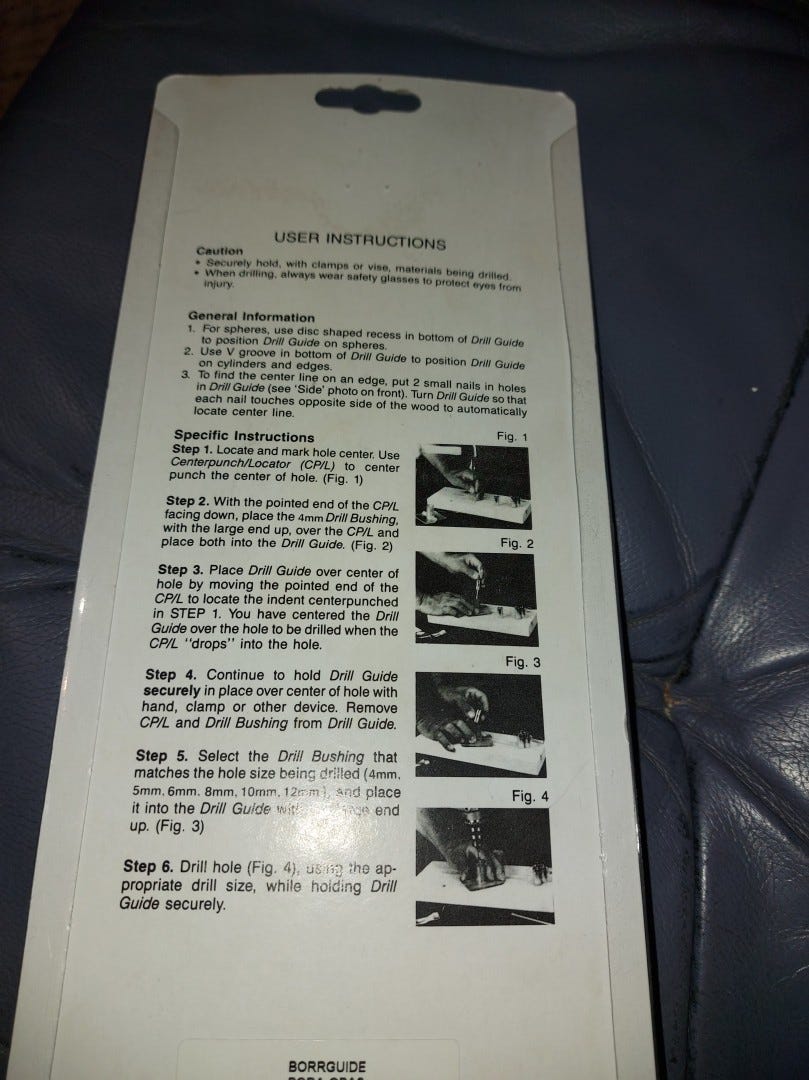 USER INSTRUCTIONS
Caution
• Securely hold, with clamps or vise, materials being drilled.
• When drilling, always wear safety glasses to protect eyes from
injury.
General Information
1. For spheres, use disc shaped recess in bottom of Drill Guide
to position Drill Guide on spheres.
2. Use V groove in bottom of Drill Guide to position Drill Guide
on cylinders and edges.
3. To find the center line on an edge, put 2 small nails in holes
in Drill Guide (see 'Side' photo on front). Turn Drill Guide so that
each nail touches opposite side of the wood to automatically
locate center line.
Specific Instructions
Step 1. Locate and mark hole center. Use
Centerpunch/Locator (CP/L) to center
punch the center of hole. (Fig. 1)
Fig. 1
Step 2. With the pointed end of the CP/L
facing down, place the 4mm Drill Bushing,
with the large end up, over the CP/L and
place both into the Drill Guide. (Fig. 2)
Fig. 2
Step 3. Place Drill Guide over center of
hole by moving the pointed end of the
CP/L to locate the indent centerpunched
in STEP 1. You have centered the Drill
Guide over the hole to be drilled when the
CP/L "drops" into the hole.
Fig. 3
Step 4. Continue to hold Drill Guide
securely in place over center of hole with
hand, clamp or other device. Remove
CP/L and Drill Bushing from Drill Guide.
Step 5. Select the Drill Bushing that
matches the hole size being drilled (4mm,
5mm, 6mm, 8mm, 10mm, 12mm), and place
it into the Drill Guide end
up. (Fig. 3)
Fig. 4
Step 6. Drill hole (Fig. 4), using the ap-
propriate drill size, while holding Drill
Guide securely.
BORRGUIDE